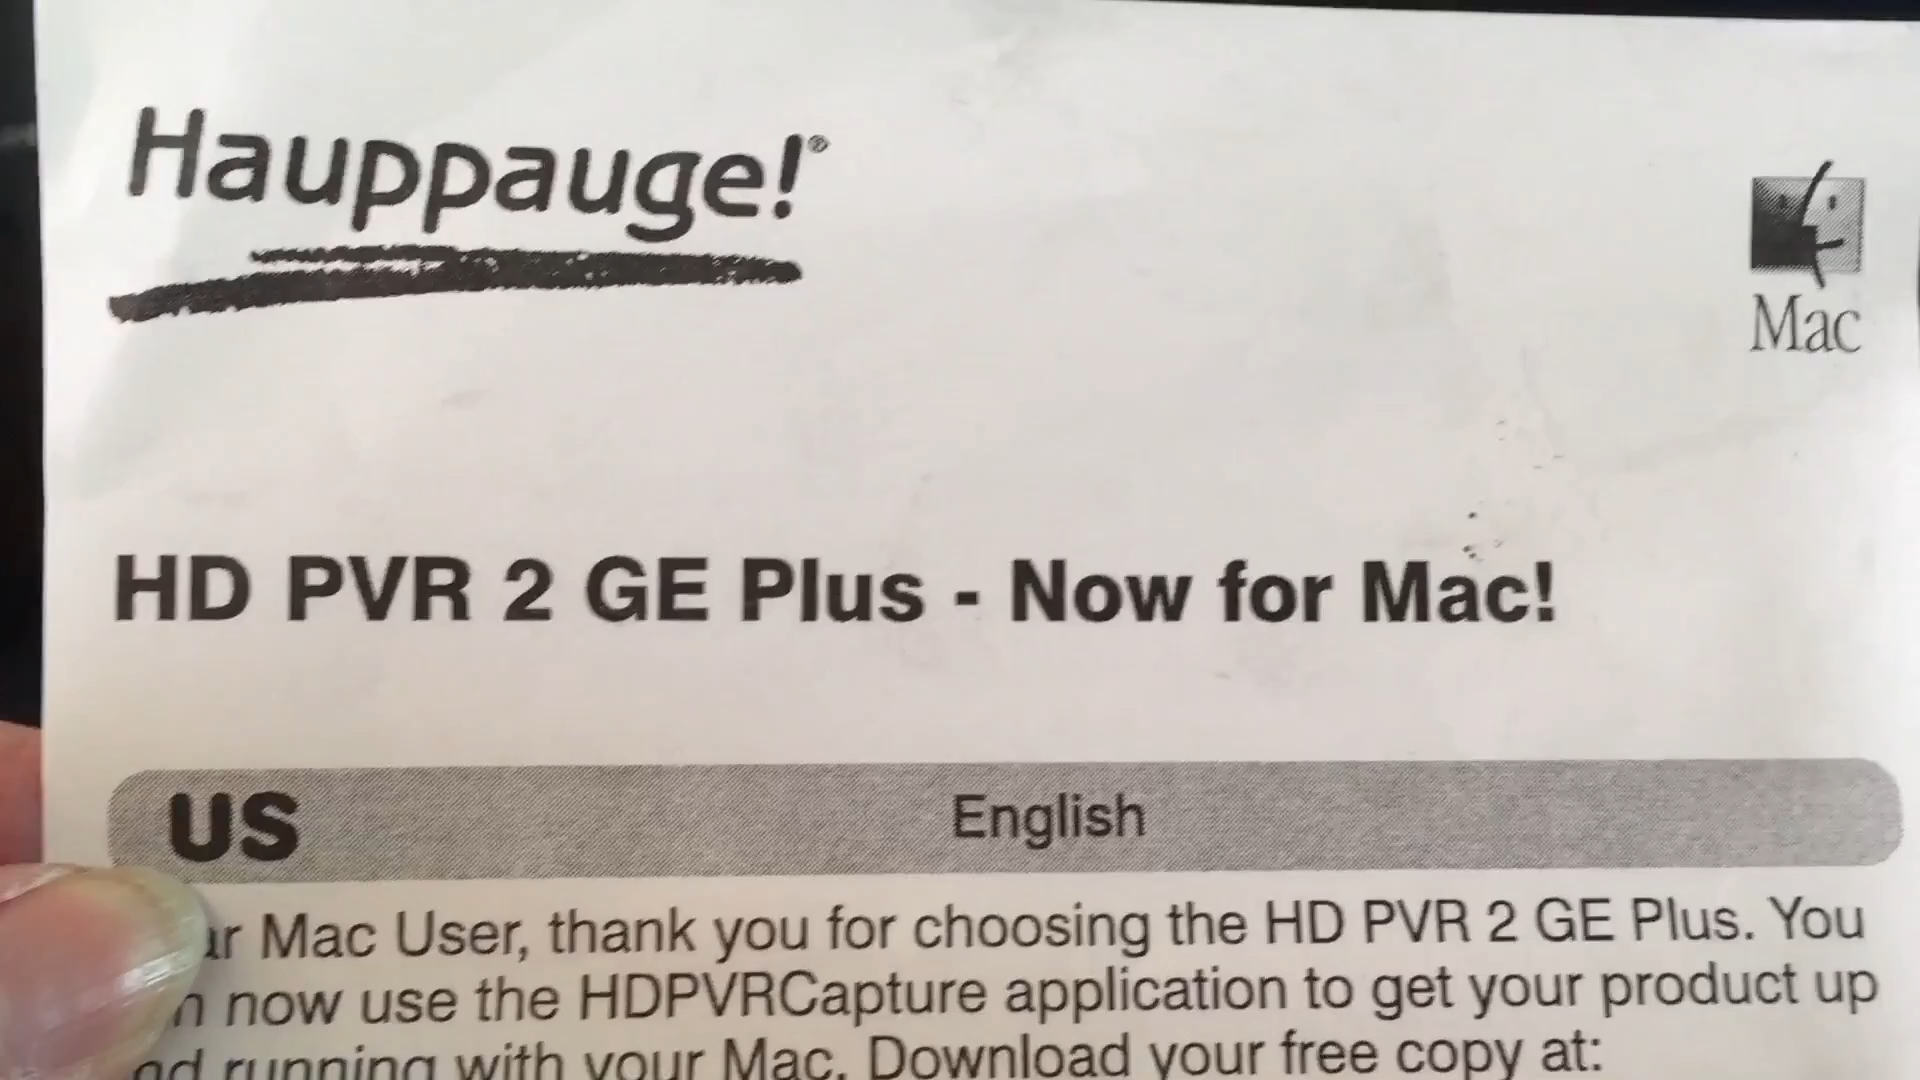 Hauppauge!®
Mac
HD PVR 2 GE Plus - Now for Mac!
US English
Mac User, thank you for choosing the HD PVR 2 GE Plus. You
now use the HDPVRCapture application to get your product up
running with your Mac. Download your free copy at: